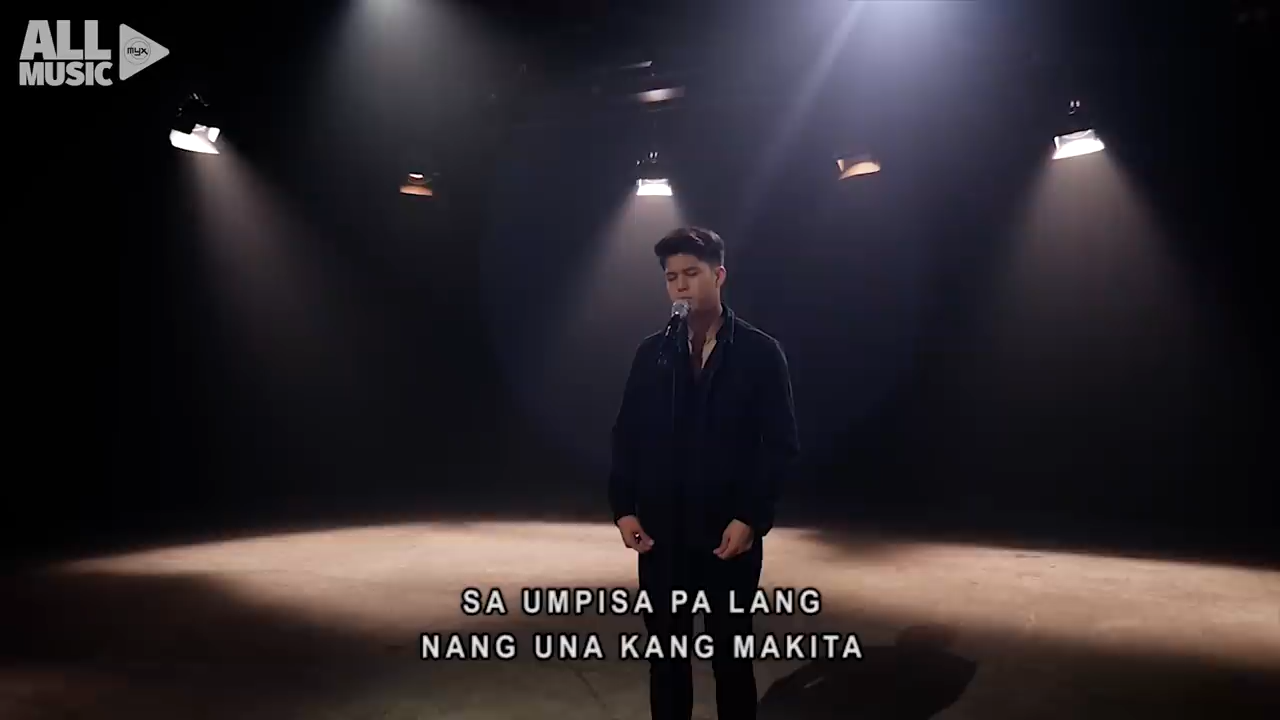 ALL
MUSIC
myx
SA UMPISA PA LANG
NANG UNA KANG MAKITA